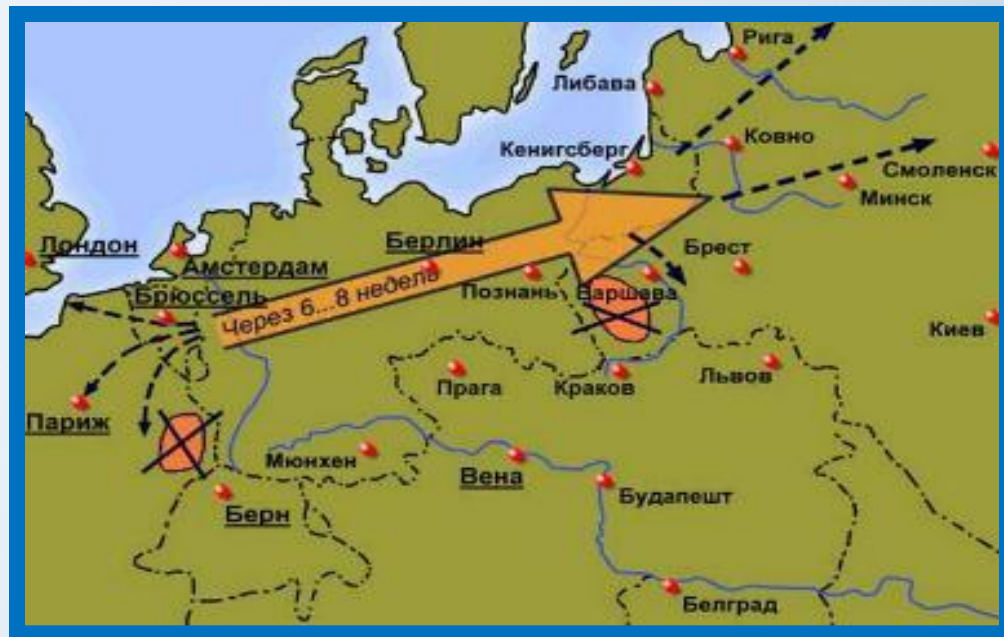 Рига
Либава
Ковно
Кенигсберг
Смоленск
Минск
Лондон
Амстердам
Берлин
Брест
Брюссель
Через 6...8 недель
Познань
Варшава
Киев
Прага
Краков
Львов
Париж
Мюнхен
Вена
Будапешт
Берн
Белград